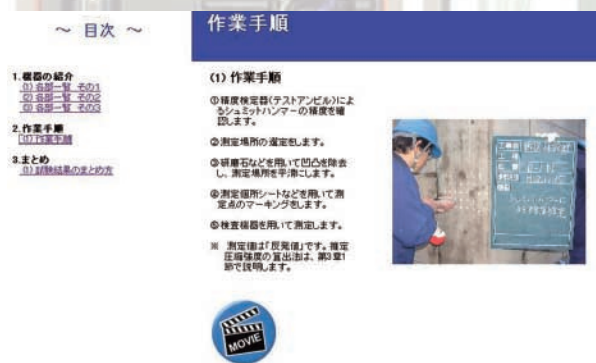 ～ 目次 ～
1.機器の紹介
(1) 各部一覧 その1
(2) 各部一覧 その2
(3) 各部一覧 その3
2.作業手順
(1)作業手順
3.まとめ
(1) 試験結果のまとめ方
作業手順
(1) 作業手順
①精度検定器(テストアンビル)によ
るシュミットハンマーの精度を確
認します。
②測定場所の選定をします。
③研磨石などを用いて凹凸を除去
し、測定場所を平滑にします。
④測定個所シートなどを用いて測
定点のマーキングをします。
⑤検査機器を用いて測定します。
※ 測定値は「反発値」です。推定
圧縮強度の算出法は、第3章1
節で説明します。
MOVIE